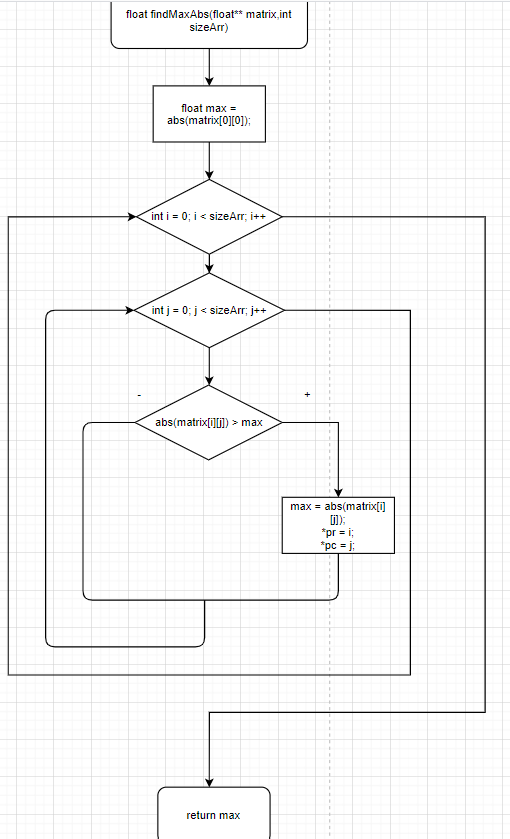 float findMaxAbs(float** matrix,int
sizeArr)
float max =
abs(matrix[0][0]);
int i = 0; i < sizeArr; i++
int j = 0; j < sizeArr; j++
-
+
abs(matrix[i][j]) > max
max = abs(matrix[i]
[j]);
*pr = i;
*pc = j;
return max